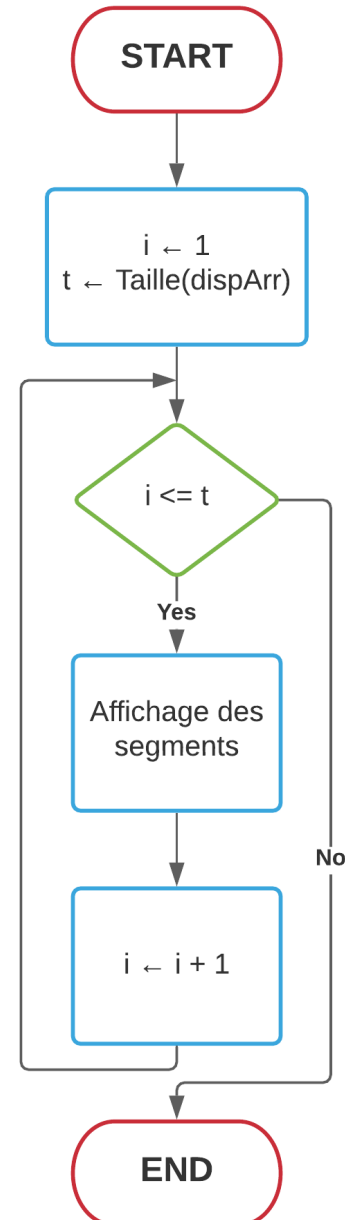 START
i ← 1
t ← Taille(dispArr)
i <= t
Yes
Affichage des
segments
No
i ← i + 1
END